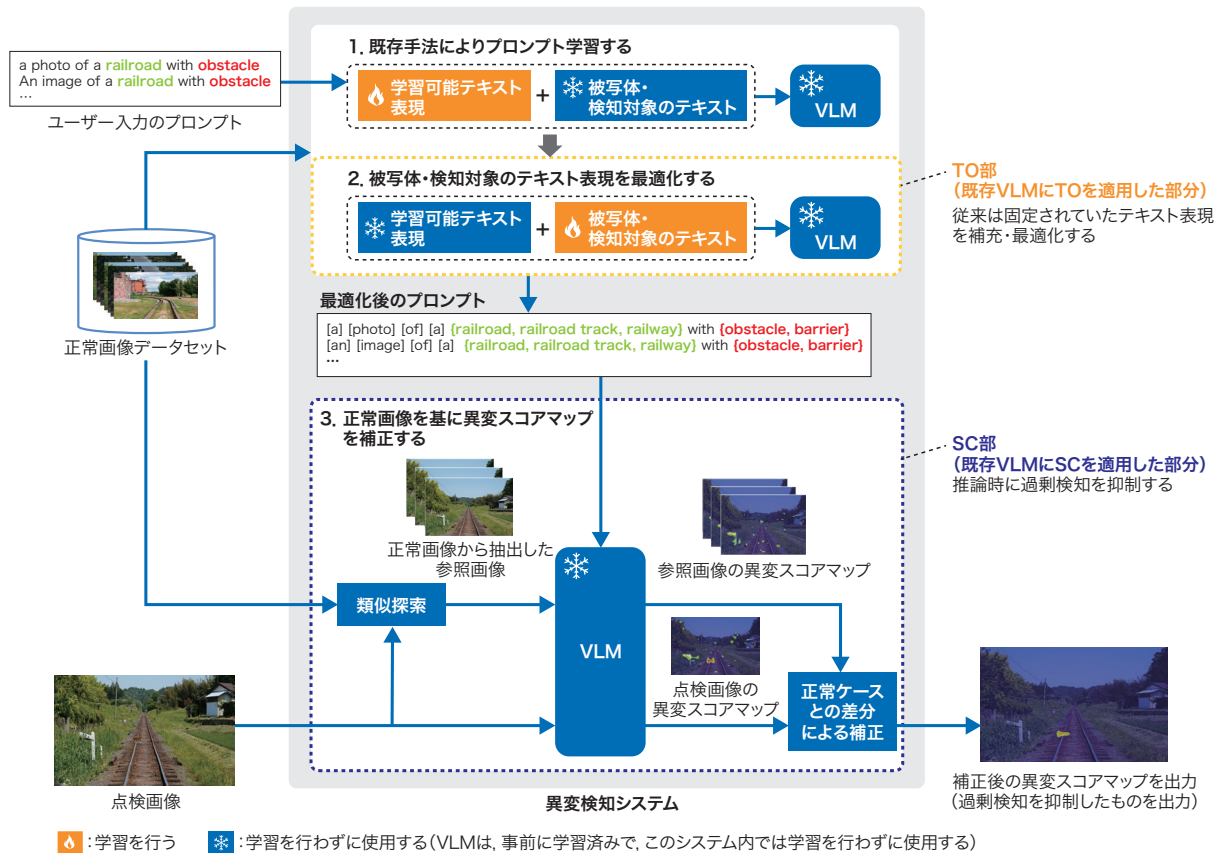 a photo of a railroad with obstacle
An image of a railroad with obstacle
...
ユーザー入力のプロンプト
1. 既存手法によりプロンプト学習する
学習可能テキスト
表現
+
被写体・
検知対象のテキスト
VLM
2. 被写体・検知対象のテキスト表現を最適化する
学習可能テキスト
表現
+
被写体・
検知対象のテキスト
VLM
TO部
(既存VLMにTOを適用した部分)
従来は固定されていたテキスト表現
を補充・最適化する
正常画像データセット
最適化後のプロンプト
[a] [photo] [of] [a] {railroad, railroad track, railway} with {obstacle, barrier}
[an] [image] [of] [a] {railroad, railroad track, railway} with {obstacle, barrier}
...
3. 正常画像を基に異変スコアマップ
を補正する
SC部
(既存VLMにSCを適用した部分)
推論時に過剰検知を抑制する
正常画像から抽出した
参照画像
参照画像の異変スコアマップ
類似探索
VLM
点検画像の
異変スコアマップ
正常ケース
との差分
による補正
点検画像
補正後の異変スコアマップを出力
(過剰検知を抑制したものを出力)
異変検知システム
:学習を行う
:学習を行わずに使用する(VLMは, 事前に学習済みで, このシステム内では学習を行わずに使用する)